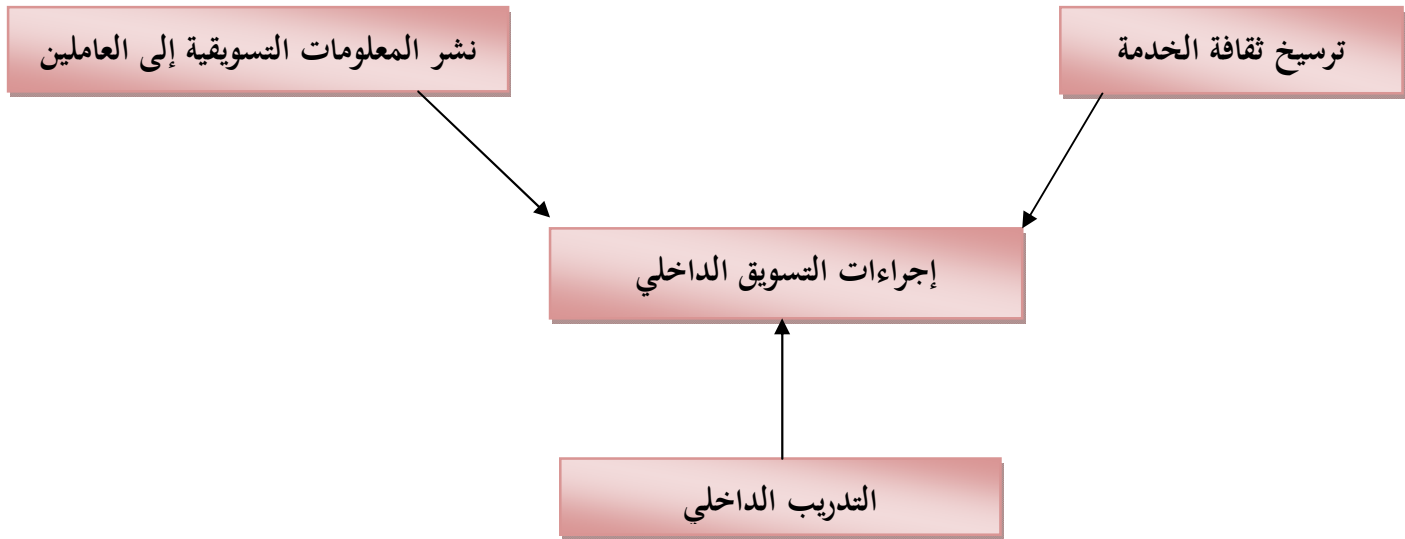 ترسيخ ثقافة الخدمة
نشر المعلومات التسويقية إلى العاملين
إجراءات التسويق الداخلي
التدريب الداخلي